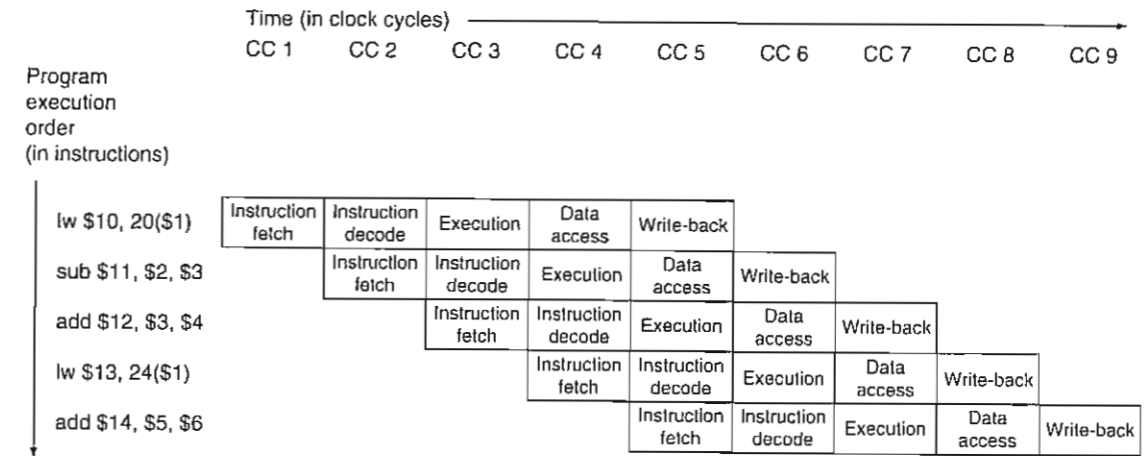 Time (in clock cycles)
CC 1 CC 2 CC 3 CC 4 CC 5 CC 6 CC 7 CC 8 CC 9
Program
execution
order
(in instructions)
lw $10, 20($1) Instruction fetch Instruction decode Execution Data access Write-back
sub $11, $2, $3 Instruction fetch Instruction decode Execution Data access Write-back
add $12, $3, $4 Instruction fetch Instruction decode Execution Data access Write-back
lw $13, 24($1) Instruction fetch Instruction decode Execution Data access Write-back
add $14, $5, $6 Instruction fetch Instruction decode Execution Data access Write-back